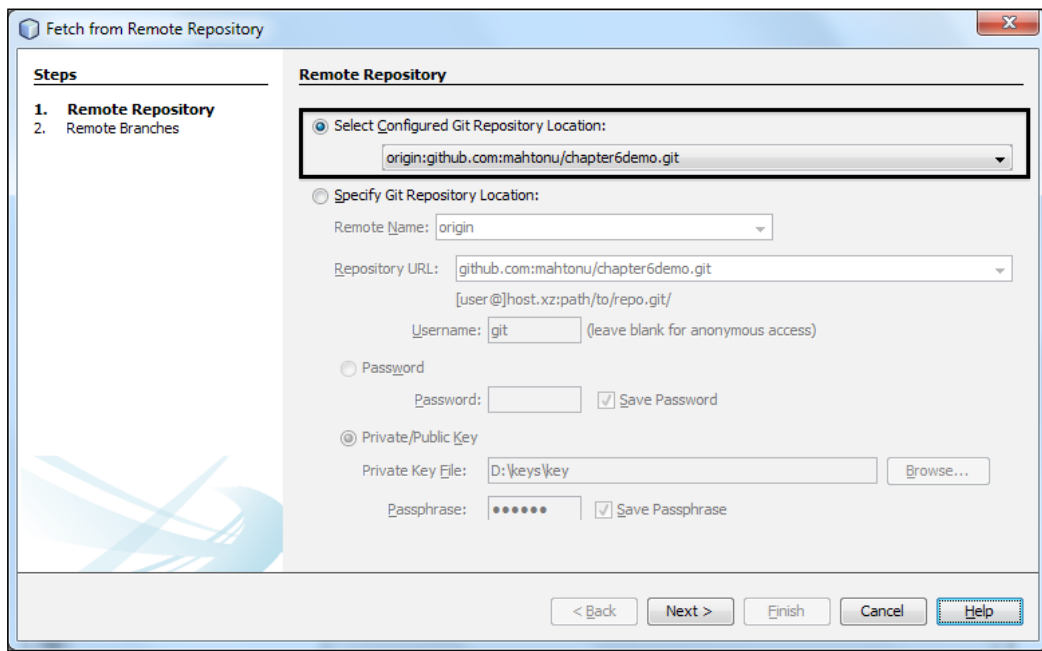 Fetch from Remote Repository
Steps
1. Remote Repository
2. Remote Branches
Remote Repository
Select Configured Git Repository Location:
origin:github.com:mahtonu/chapter6demo.git
Specify Git Repository Location:
Remote Name: origin
Repository URL: github.com:mahtonu/chapter6demo.git
[user@]host.xz:path/to/repo.git/
Username: git (leave blank for anonymous access)
Password
Password: Save Password
Private/Public Key
Private Key File: D:\keys\key Browse...
Passphrase: •••••• Save Passphrase
< Back Next > Finish Cancel Help